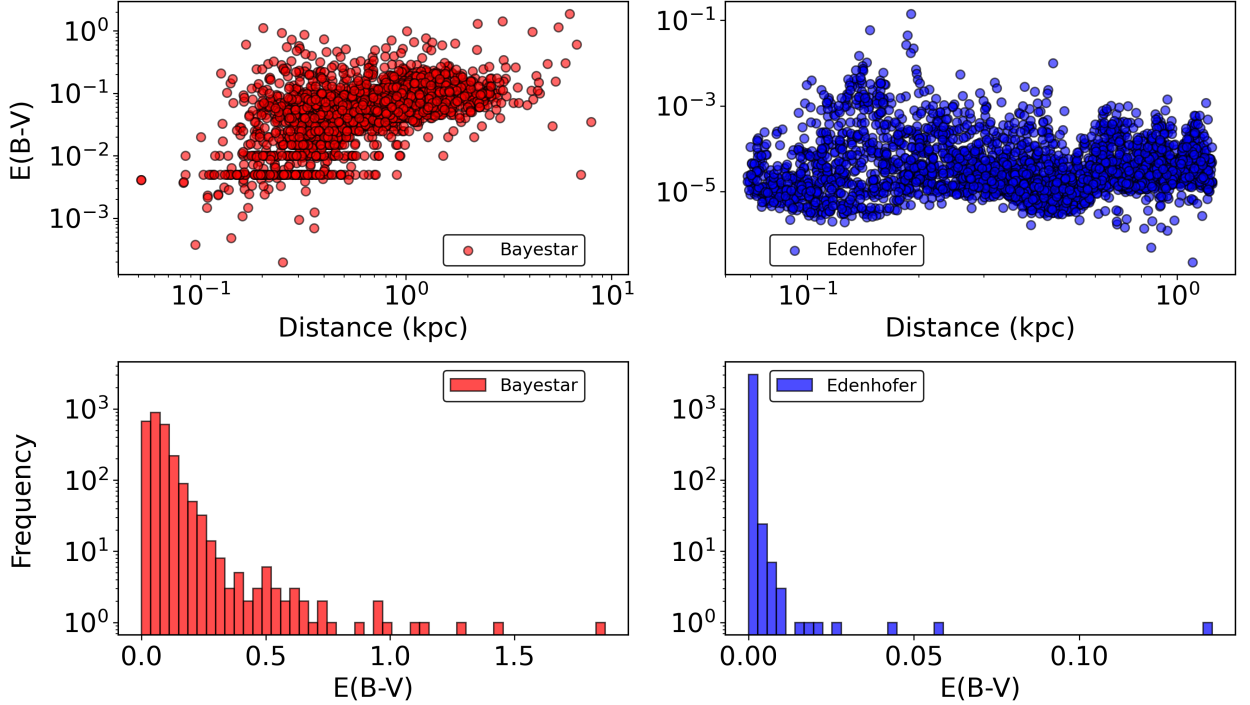 10⁰
10⁻¹
10⁻²
10⁻³
E(B-V)
Bayestar
10⁻¹ 10⁰ 10¹
Distance (kpc)
10⁻¹
10⁻³
10⁻⁵
Edenhofer
10⁻¹ 10⁰
Distance (kpc)
10³
10²
10¹
10⁰
Frequency
Bayestar
0.0 0.5 1.0 1.5
E(B-V)
10³
10²
10¹
10⁰
Edenhofer
0.00 0.05 0.10
E(B-V)